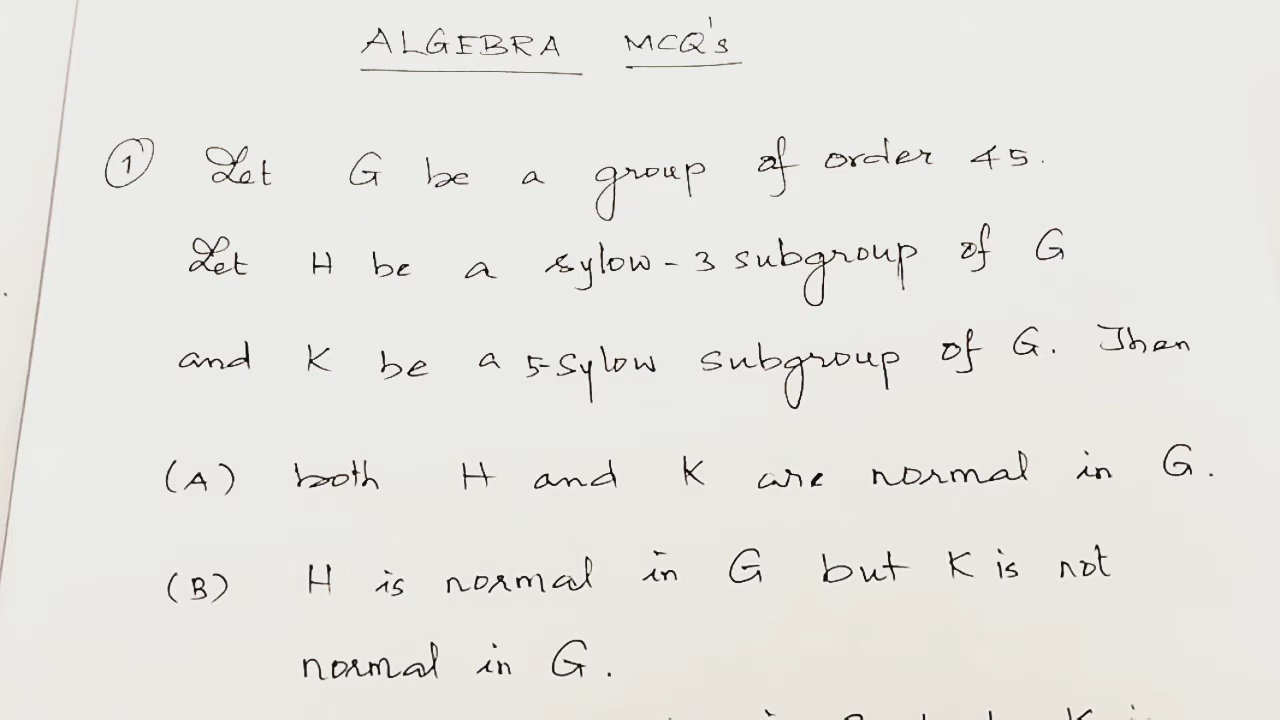 ALGEBRA MCQ's
① Let G be a group of order 45.
Let H be a sylow-3 subgroup of G
and K be a 5-Sylow subgroup of G. Then
(A) both H and K are normal in G.
(B) H is normal in G but K is not
normal in G.